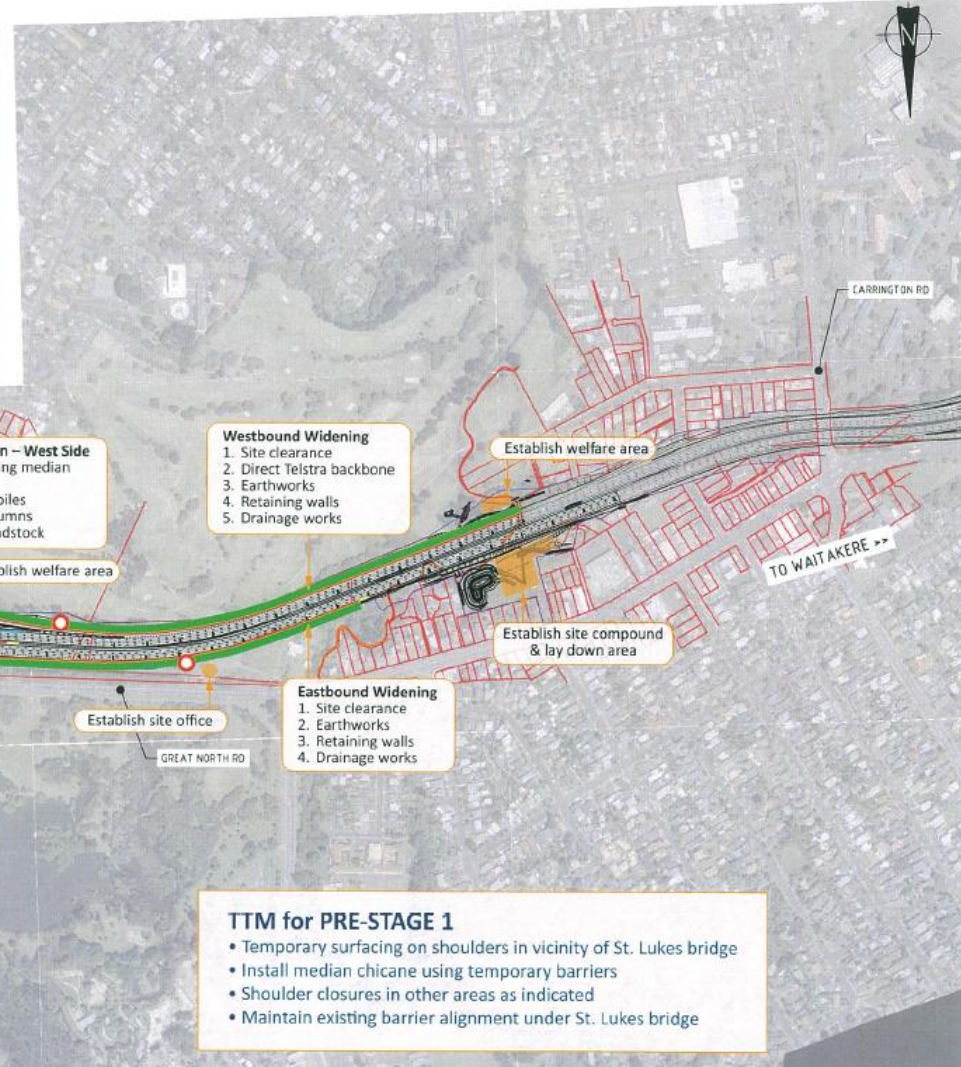 N
CARRINGTON RD
n – West Side
ng median
piles
umns
adstock
Westbound Widening
1. Site clearance
2. Direct Telstra backbone
3. Earthworks
4. Retaining walls
5. Drainage works
Establish welfare area
blish welfare area
TO WAITAKERE >>
Establish site compound
& lay down area
Eastbound Widening
1. Site clearance
2. Earthworks
3. Retaining walls
4. Drainage works
Establish site office
GREAT NORTH RD
TTM for PRE-STAGE 1
• Temporary surfacing on shoulders in vicinity of St. Lukes bridge
• Install median chicane using temporary barriers
• Shoulder closures in other areas as indicated
• Maintain existing barrier alignment under St. Lukes bridge